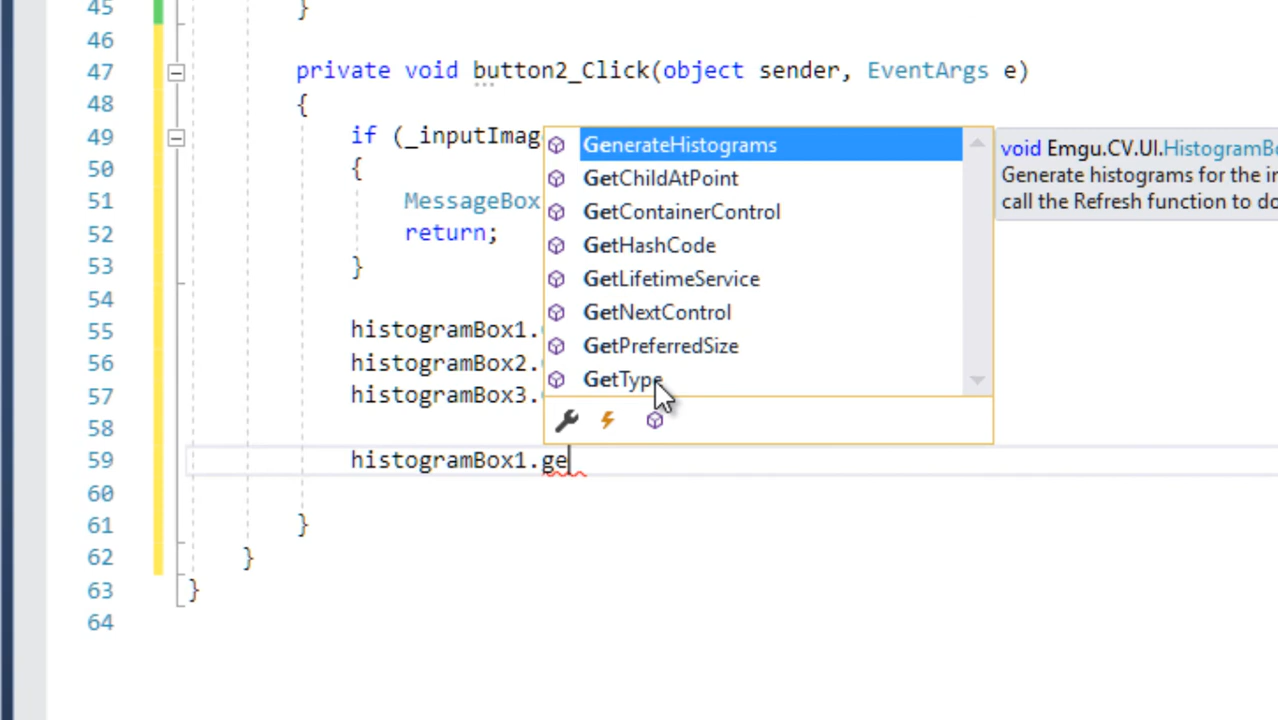 45 }
46
47 private void button2_Click(object sender, EventArgs e)
48 {
49 if (_inputImag
50 {
51 MessageBox
52 return;
53 }
54
55 histogramBox1.
56 histogramBox2.
57 histogramBox3.
58
59 histogramBox1.ge
60
61 }
62 }
63 }
64
GenerateHistograms
GetChildAtPoint
GetContainerControl
GetHashCode
GetLifetimeService
GetNextControl
GetPreferredSize
GetType
void Emgu.CV.UI.HistogramBo
Generate histograms for the i
call the Refresh function to do